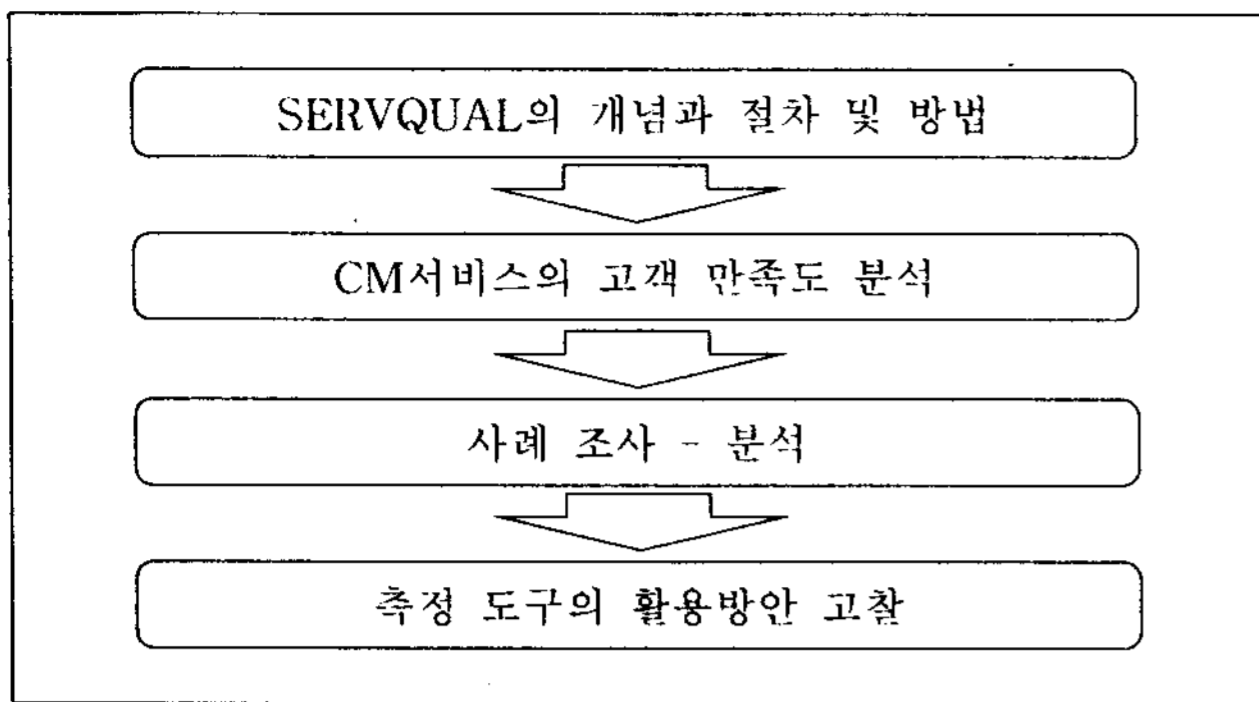 SERVQUAL의 개념과 절차 및 방법
CM서비스의 고객 만족도 분석
사례 조사 - 분석
측정 도구의 활용방안 고찰